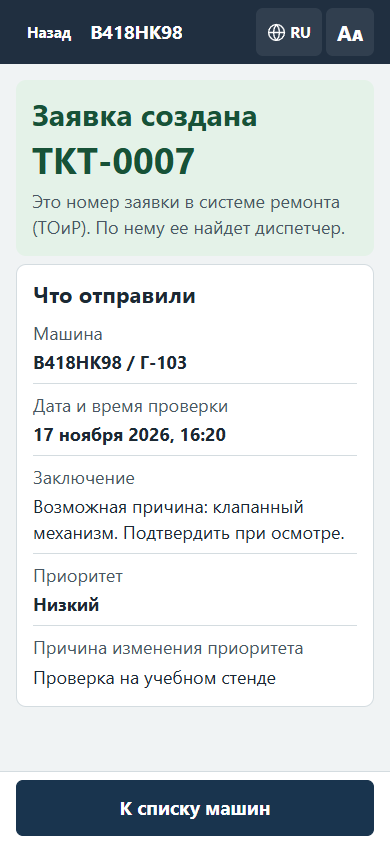 Назад В418НК98 RU Аа
Заявка создана
ТКТ-0007
Это номер заявки в системе ремонта
(ТОиР). По нему ее найдет диспетчер.
Что отправили
Машина
В418НК98 / Г-103
Дата и время проверки
17 ноября 2026, 16:20
Заключение
Возможная причина: клапанный
механизм. Подтвердить при осмотре.
Приоритет
Низкий
Причина изменения приоритета
Проверка на учебном стенде
К списку машин